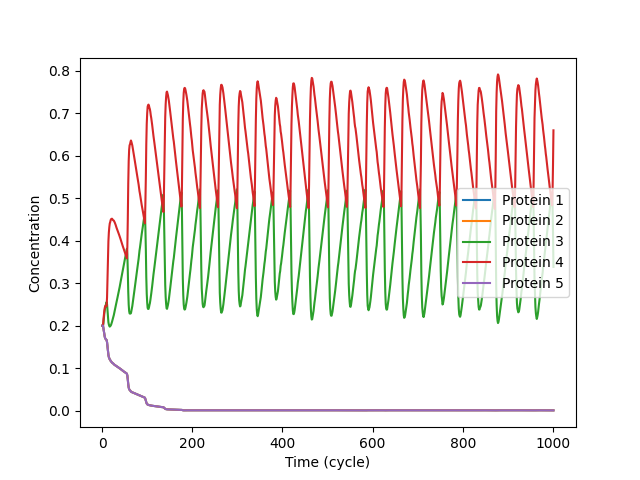 0.8
0.7
0.6
0.5
0.4
0.3
0.2
0.1
0.0
Concentration
Protein 1
Protein 2
Protein 3
Protein 4
Protein 5
0 200 400 600 800 1000
Time (cycle)